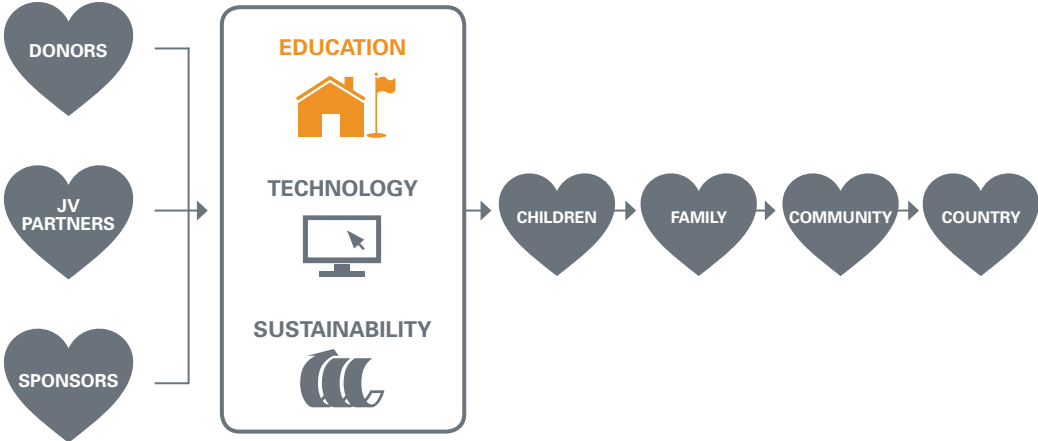 DONORS
JV
PARTNERS
SPONSORS
EDUCATION
TECHNOLOGY
SUSTAINABILITY
CHILDREN
FAMILY
COMMUNITY
COUNTRY